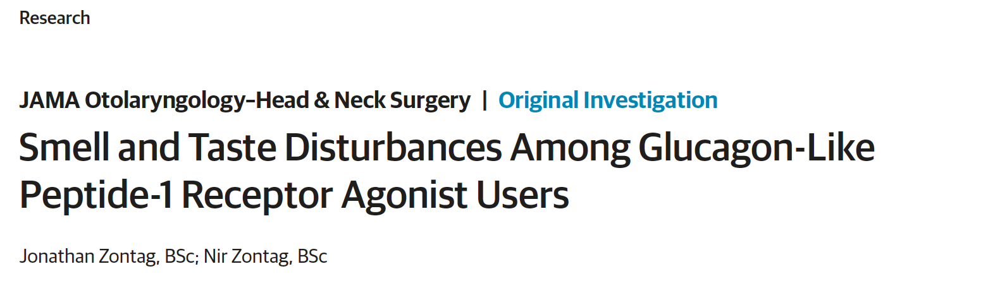 Research
JAMA Otolaryngology–Head & Neck Surgery | Original Investigation
Smell and Taste Disturbances Among Glucagon-Like
Peptide-1 Receptor Agonist Users
Jonathan Zontag, BSc; Nir Zontag, BSc